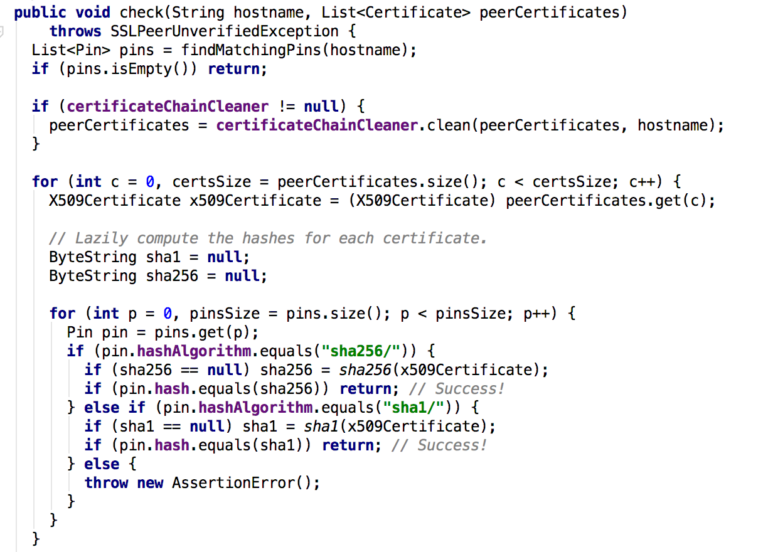 public void check(String hostname, List<Certificate> peerCertificates)
    throws SSLPeerUnverifiedException {
  List<Pin> pins = findMatchingPins(hostname);
  if (pins.isEmpty()) return;

  if (certificateChainCleaner != null) {
    peerCertificates = certificateChainCleaner.clean(peerCertificates, hostname);
  }

  for (int c = 0, certsSize = peerCertificates.size(); c < certsSize; c++) {
    X509Certificate x509Certificate = (X509Certificate) peerCertificates.get(c);

    // Lazily compute the hashes for each certificate.
    ByteString sha1 = null;
    ByteString sha256 = null;

    for (int p = 0, pinsSize = pins.size(); p < pinsSize; p++) {
      Pin pin = pins.get(p);
      if (pin.hashAlgorithm.equals("sha256/")) {
        if (sha256 == null) sha256 = sha256(x509Certificate);
        if (pin.hash.equals(sha256)) return; // Success!
      } else if (pin.hashAlgorithm.equals("sha1/")) {
        if (sha1 == null) sha1 = sha1(x509Certificate);
        if (pin.hash.equals(sha1)) return; // Success!
      } else {
        throw new AssertionError();
      }
    }
  }